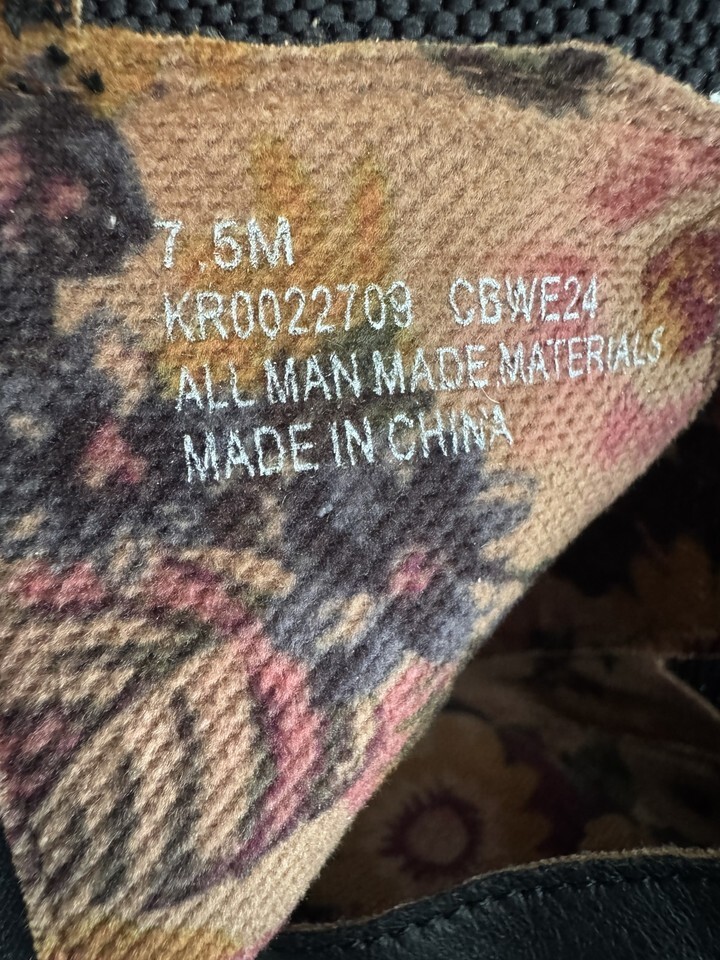 7.5M
KR0022709 CBWE24
ALL MAN MADE MATERIALS
MADE IN CHINA